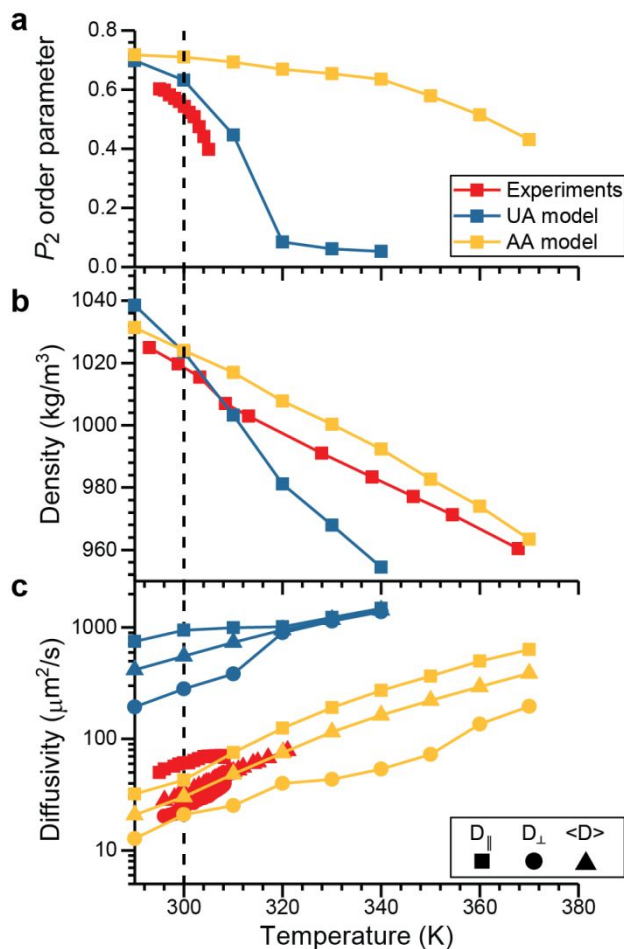 a
P₂ order parameter
0.8
0.6
0.4
0.2
0.0
Experiments
UA model
AA model
b
Density (kg/m³)
1040
1020
1000
980
960
c
Diffusivity (μm²/s)
1000
100
10
D∥ D⊥ <D>
300 320 340 360 380
Temperature (K)